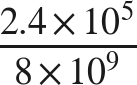 2.4 × 10⁵
8 × 10⁹